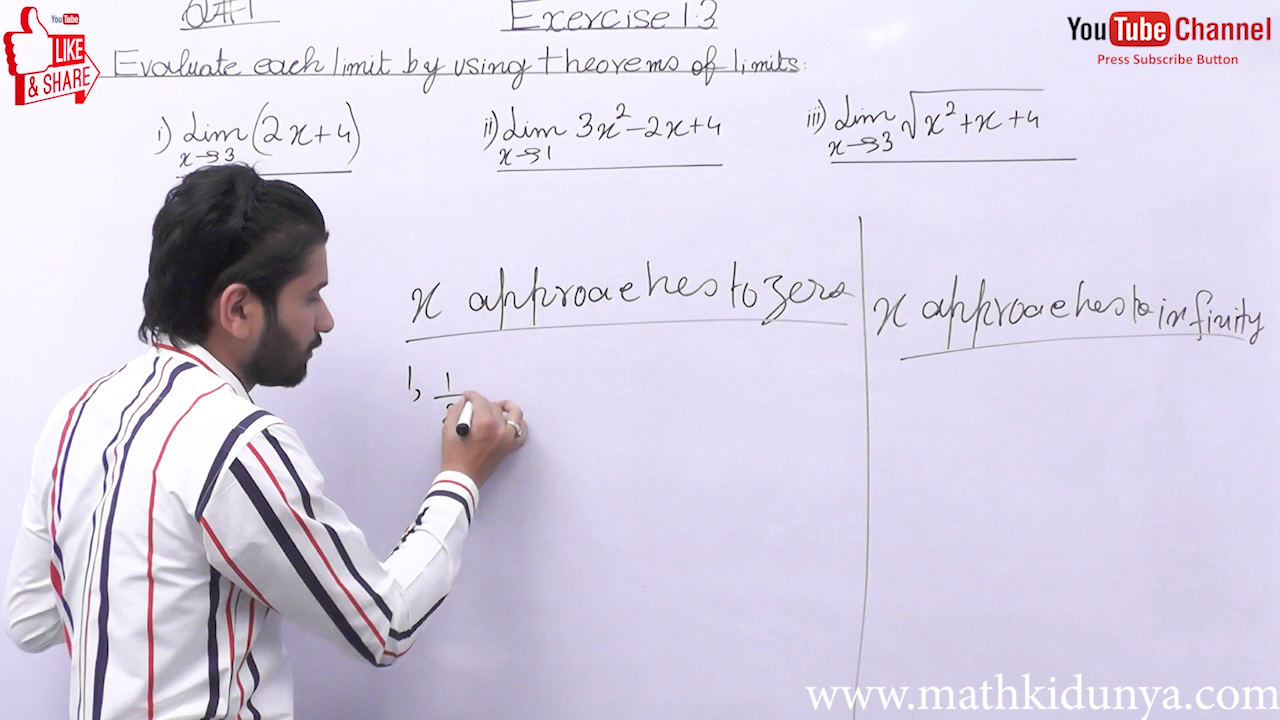 Exercise 1.3
YouTube
LIKE
& SHARE
YouTube Channel
Press Subscribe Button
Evaluate each limit by using theorems of limits:
i) Lim (2x+4)
x→3
ii) Lim 3x²-2x+4
x→1
iii) Lim √x²+x+4
x→3
x approaches to zero
x approaches to infinity
1, 1
www.mathkidunya.com